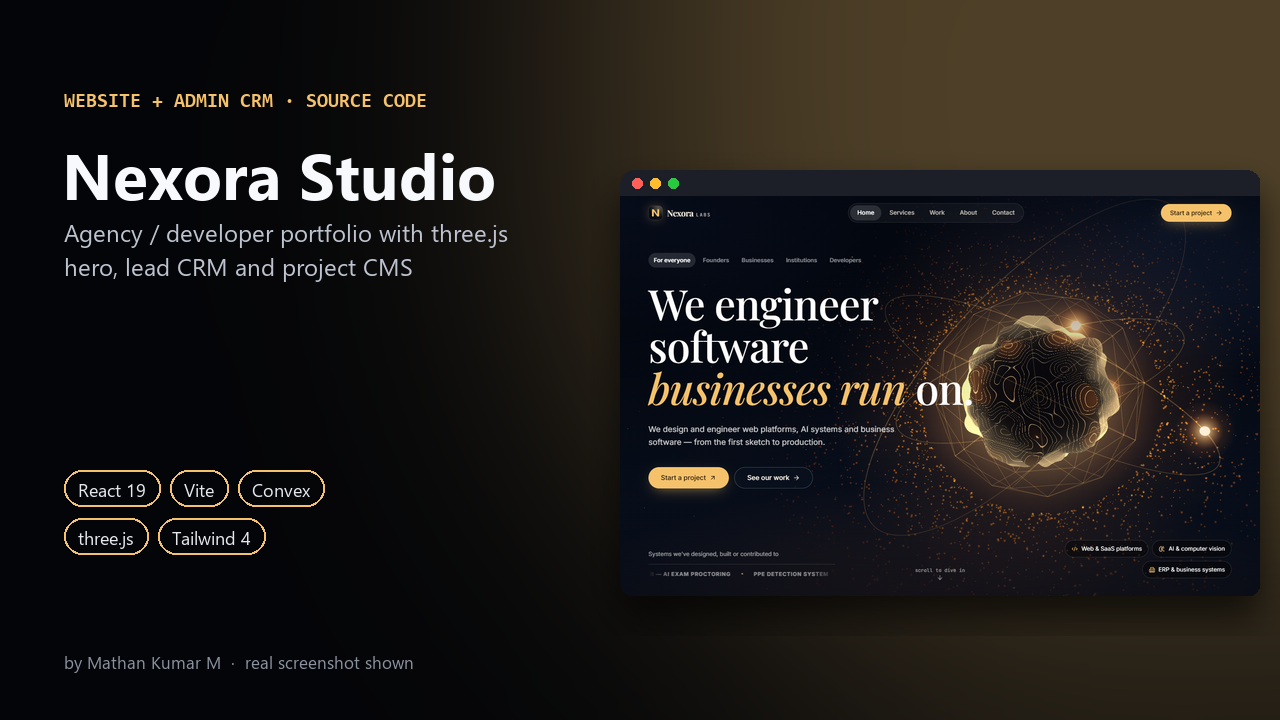 WEBSITE + ADMIN CRM · SOURCE CODE
Nexora Studio
Agency / developer portfolio with three.js
hero, lead CRM and project CMS
React 19
Vite
Convex
three.js
Tailwind 4
by Mathan Kumar M · real screenshot shown
N Nexora LABS
Home Services Work About Contact
Start a project →
For everyone Founders Businesses Institutions Developers
We engineer
software
businesses run on.
We design and engineer web platforms, AI systems and business
software — from the first sketch to production.
Start a project ↗
See our work →
Systems we've designed, built or contributed to
— AI EXAM PROCTORING • PPE DETECTION SYSTEM
scroll to dive in
↓
Web & SaaS platforms
AI & computer vision
ERP & business systems